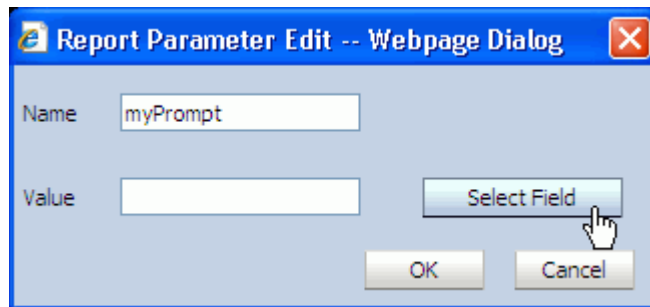 Report Parameter Edit -- Webpage Dialog
Name myPrompt
Value Select Field
OK Cancel